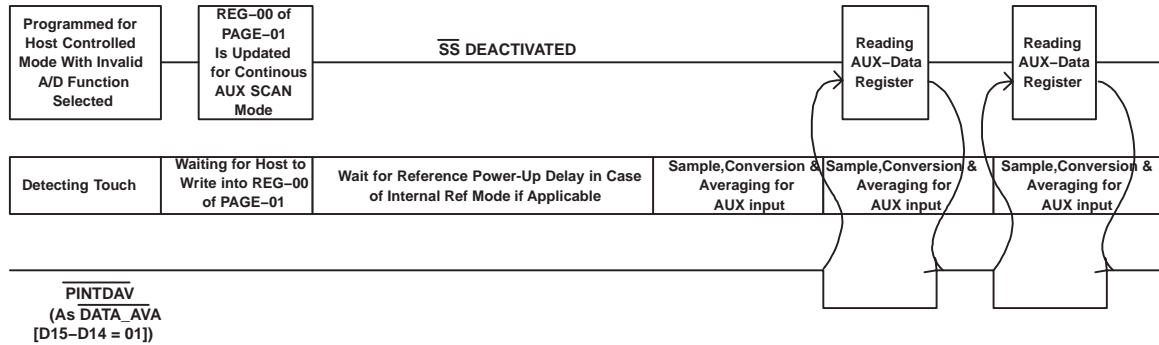 Programmed for
Host Controlled
Mode With Invalid
A/D Function
Selected
REG−00 of
PAGE−01
Is Updated
for Continous
AUX SCAN
Mode
SS DEACTIVATED
Reading
AUX−Data
Register
Reading
AUX−Data
Register
Detecting Touch
Waiting for Host to
Write into REG−00
of PAGE−01
Wait for Reference Power-Up Delay in Case
of Internal Ref Mode if Applicable
Sample,Conversion &
Averaging for
AUX input
Sample,Conversion &
Averaging for
AUX input
Sample,Conversion &
Averaging for
AUX input
PINTDAV
(As DATA_AVA
[D15−D14 = 01])